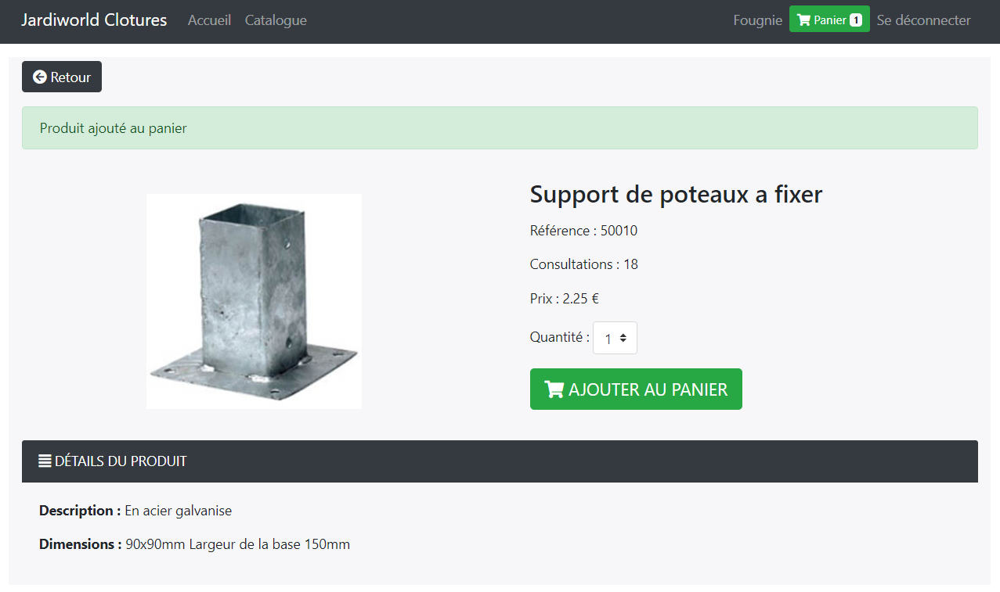 Jardiworld Clotures Accueil Catalogue Fougnie Panier 1 Se déconnecter
Retour
Produit ajouté au panier
Support de poteaux a fixer
Référence : 50010
Consultations : 18
Prix : 2.25 €
Quantité : 1
AJOUTER AU PANIER
DÉTAILS DU PRODUIT
Description : En acier galvanise
Dimensions : 90x90mm Largeur de la base 150mm